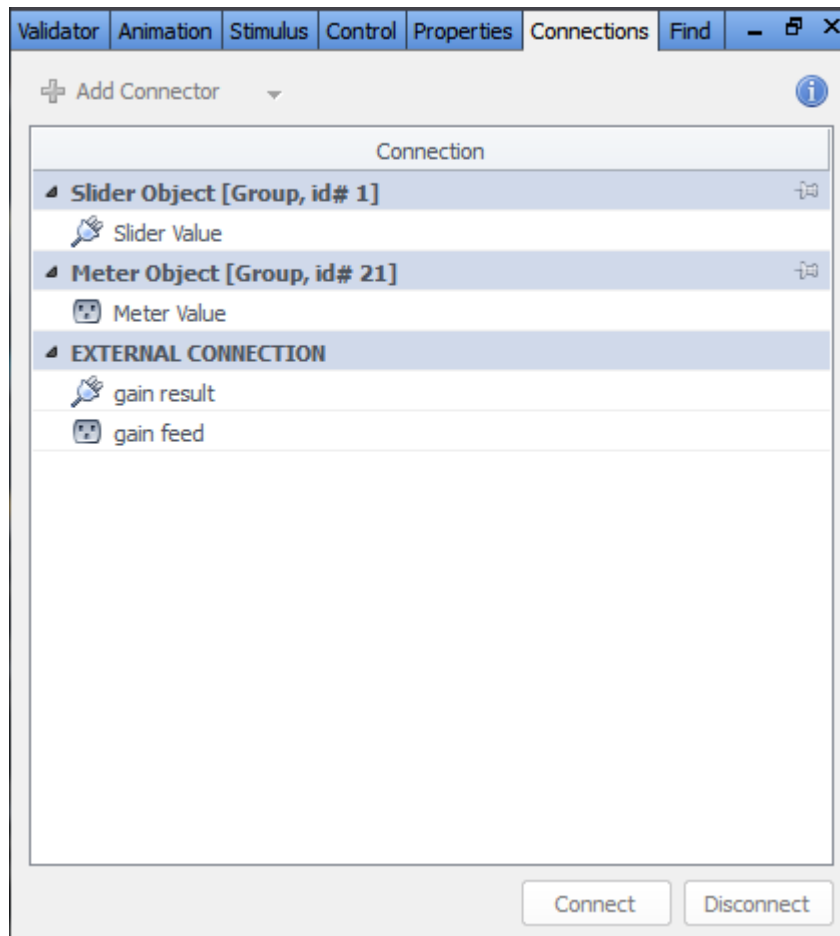 Validator Animation Stimulus Control Properties Connections Find
Add Connector
Connection
Slider Object [Group, id# 1]
Slider Value
Meter Object [Group, id# 21]
Meter Value
EXTERNAL CONNECTION
gain result
gain feed
Connect Disconnect